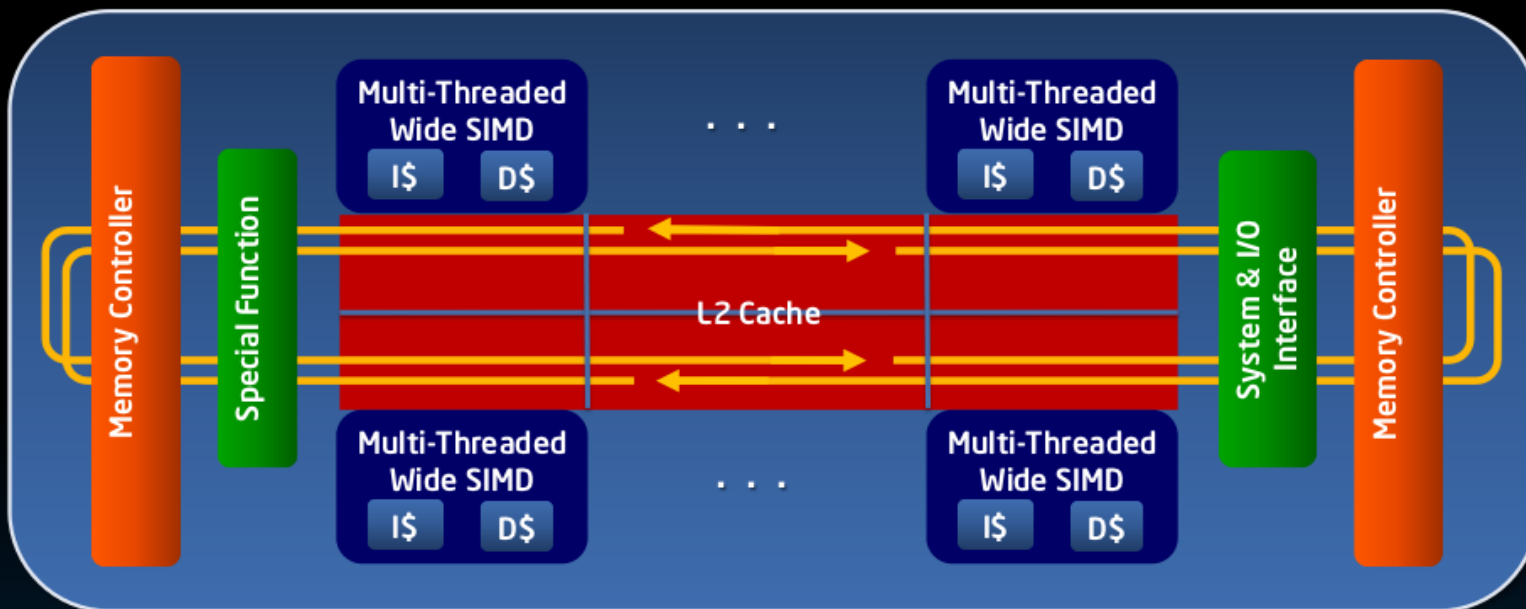 Memory Controller
Special Function
Multi-Threaded
Wide SIMD
I$ D$
. . .
Multi-Threaded
Wide SIMD
I$ D$
L2 Cache
Multi-Threaded
Wide SIMD
I$ D$
. . .
Multi-Threaded
Wide SIMD
I$ D$
System & I/O
Interface
Memory Controller